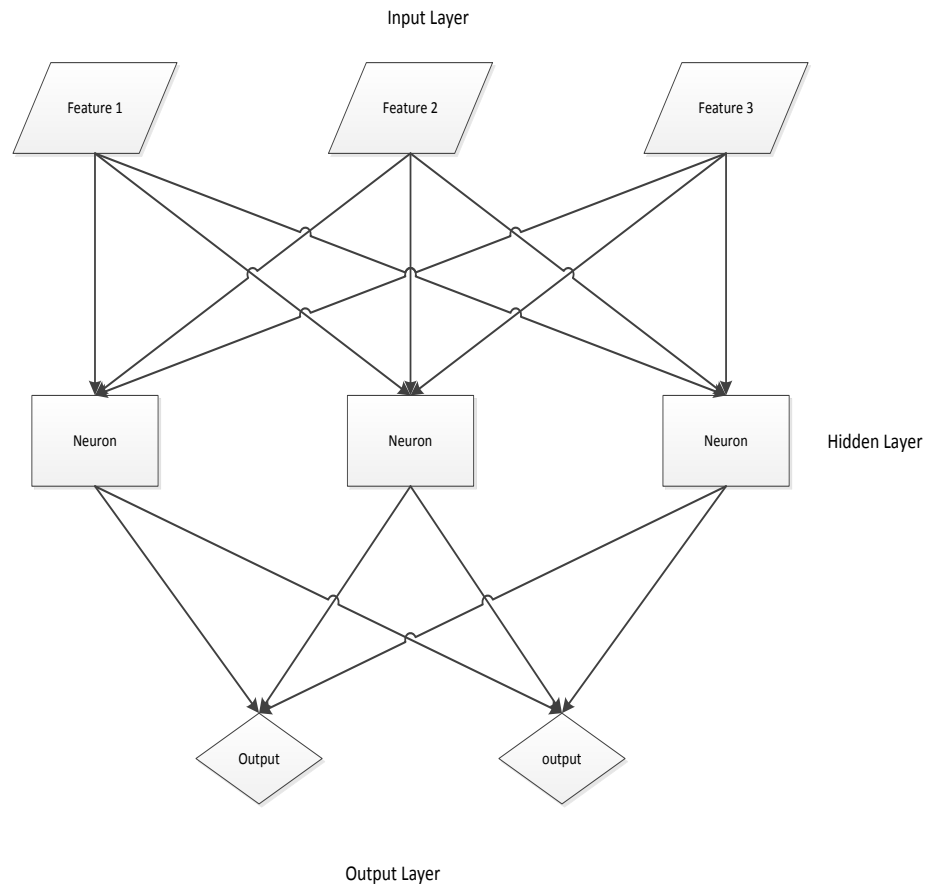 Input Layer
Feature 1
Feature 2
Feature 3
Neuron
Neuron
Neuron
Hidden Layer
Output
output
Output Layer